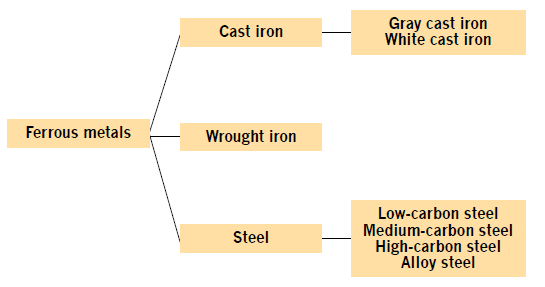 Ferrous metals
Cast iron
Gray cast iron
White cast iron
Wrought iron
Steel
Low-carbon steel
Medium-carbon steel
High-carbon steel
Alloy steel